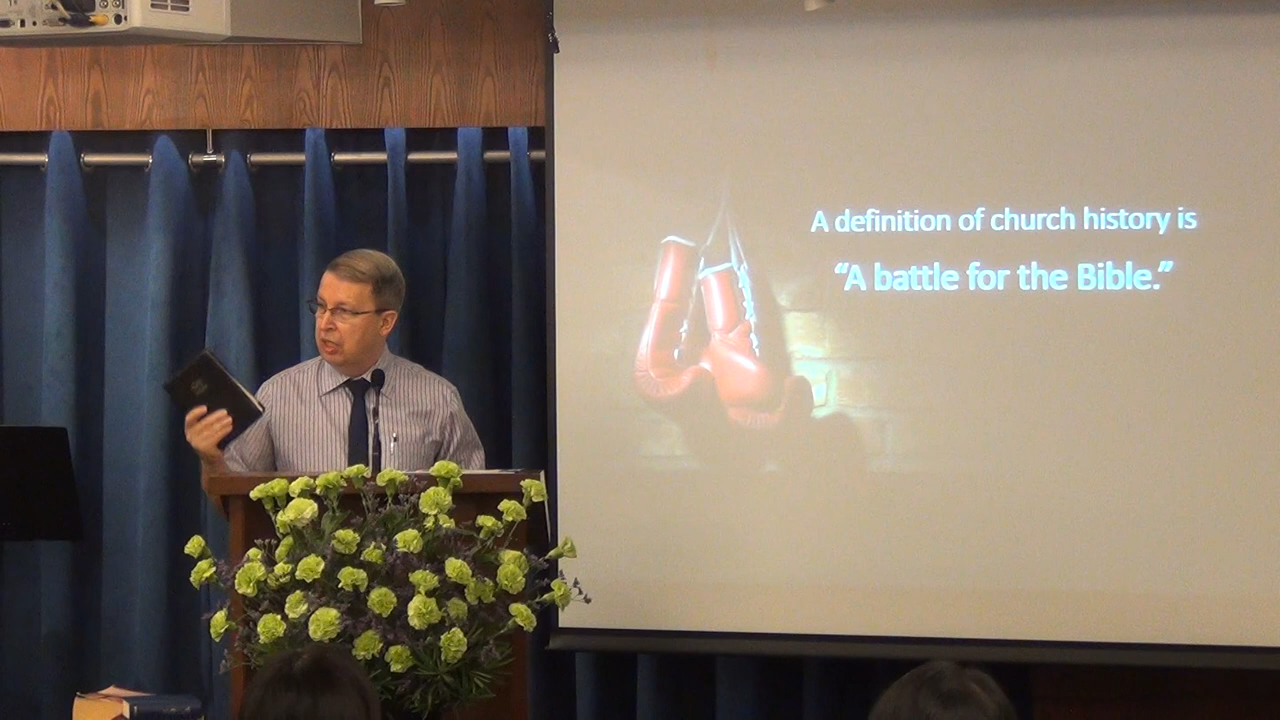 A definition of church history is
“A battle for the Bible.”